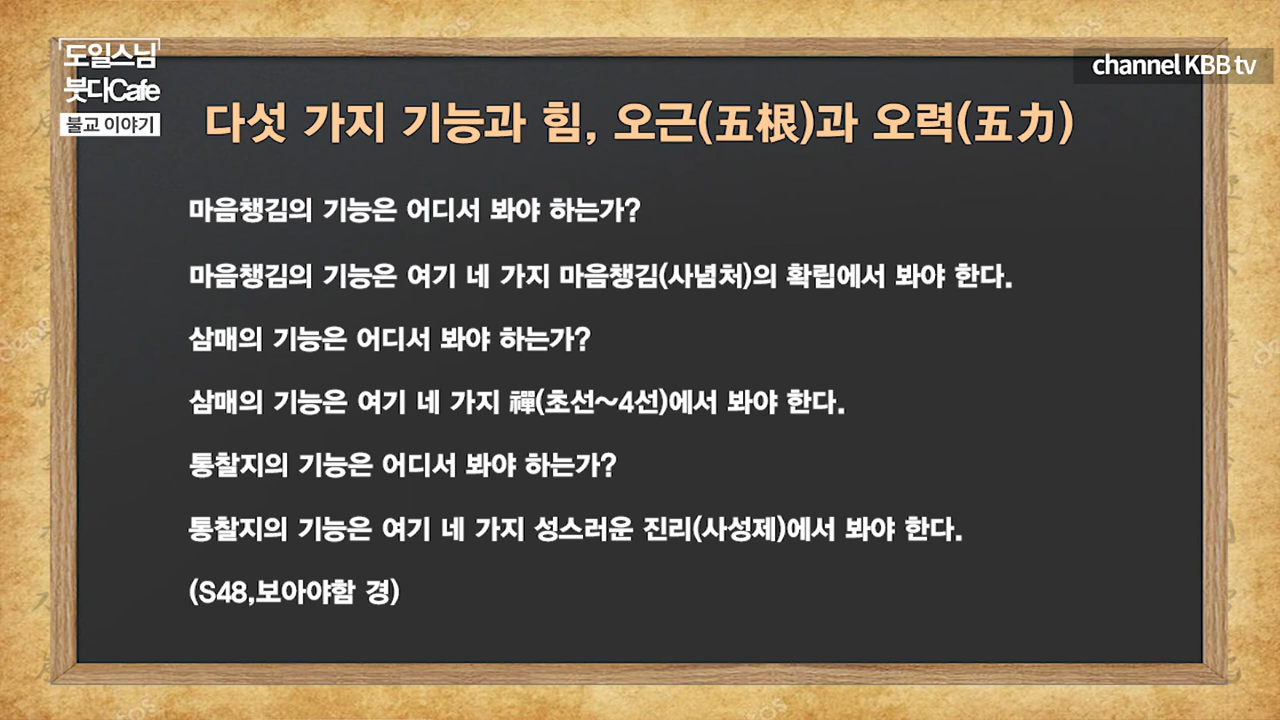 도일스님
붓다Cafe
불교 이야기
channel KBB tv
다섯 가지 기능과 힘, 오근(五根)과 오력(五力)
마음챙김의 기능은 어디서 봐야 하는가?
마음챙김의 기능은 여기 네 가지 마음챙김(사념처)의 확립에서 봐야 한다.
삼매의 기능은 어디서 봐야 하는가?
삼매의 기능은 여기 네 가지 禪(초선~4선)에서 봐야 한다.
통찰지의 기능은 어디서 봐야 하는가?
통찰지의 기능은 여기 네 가지 성스러운 진리(사성제)에서 봐야 한다.
(S48,보아야함 경)